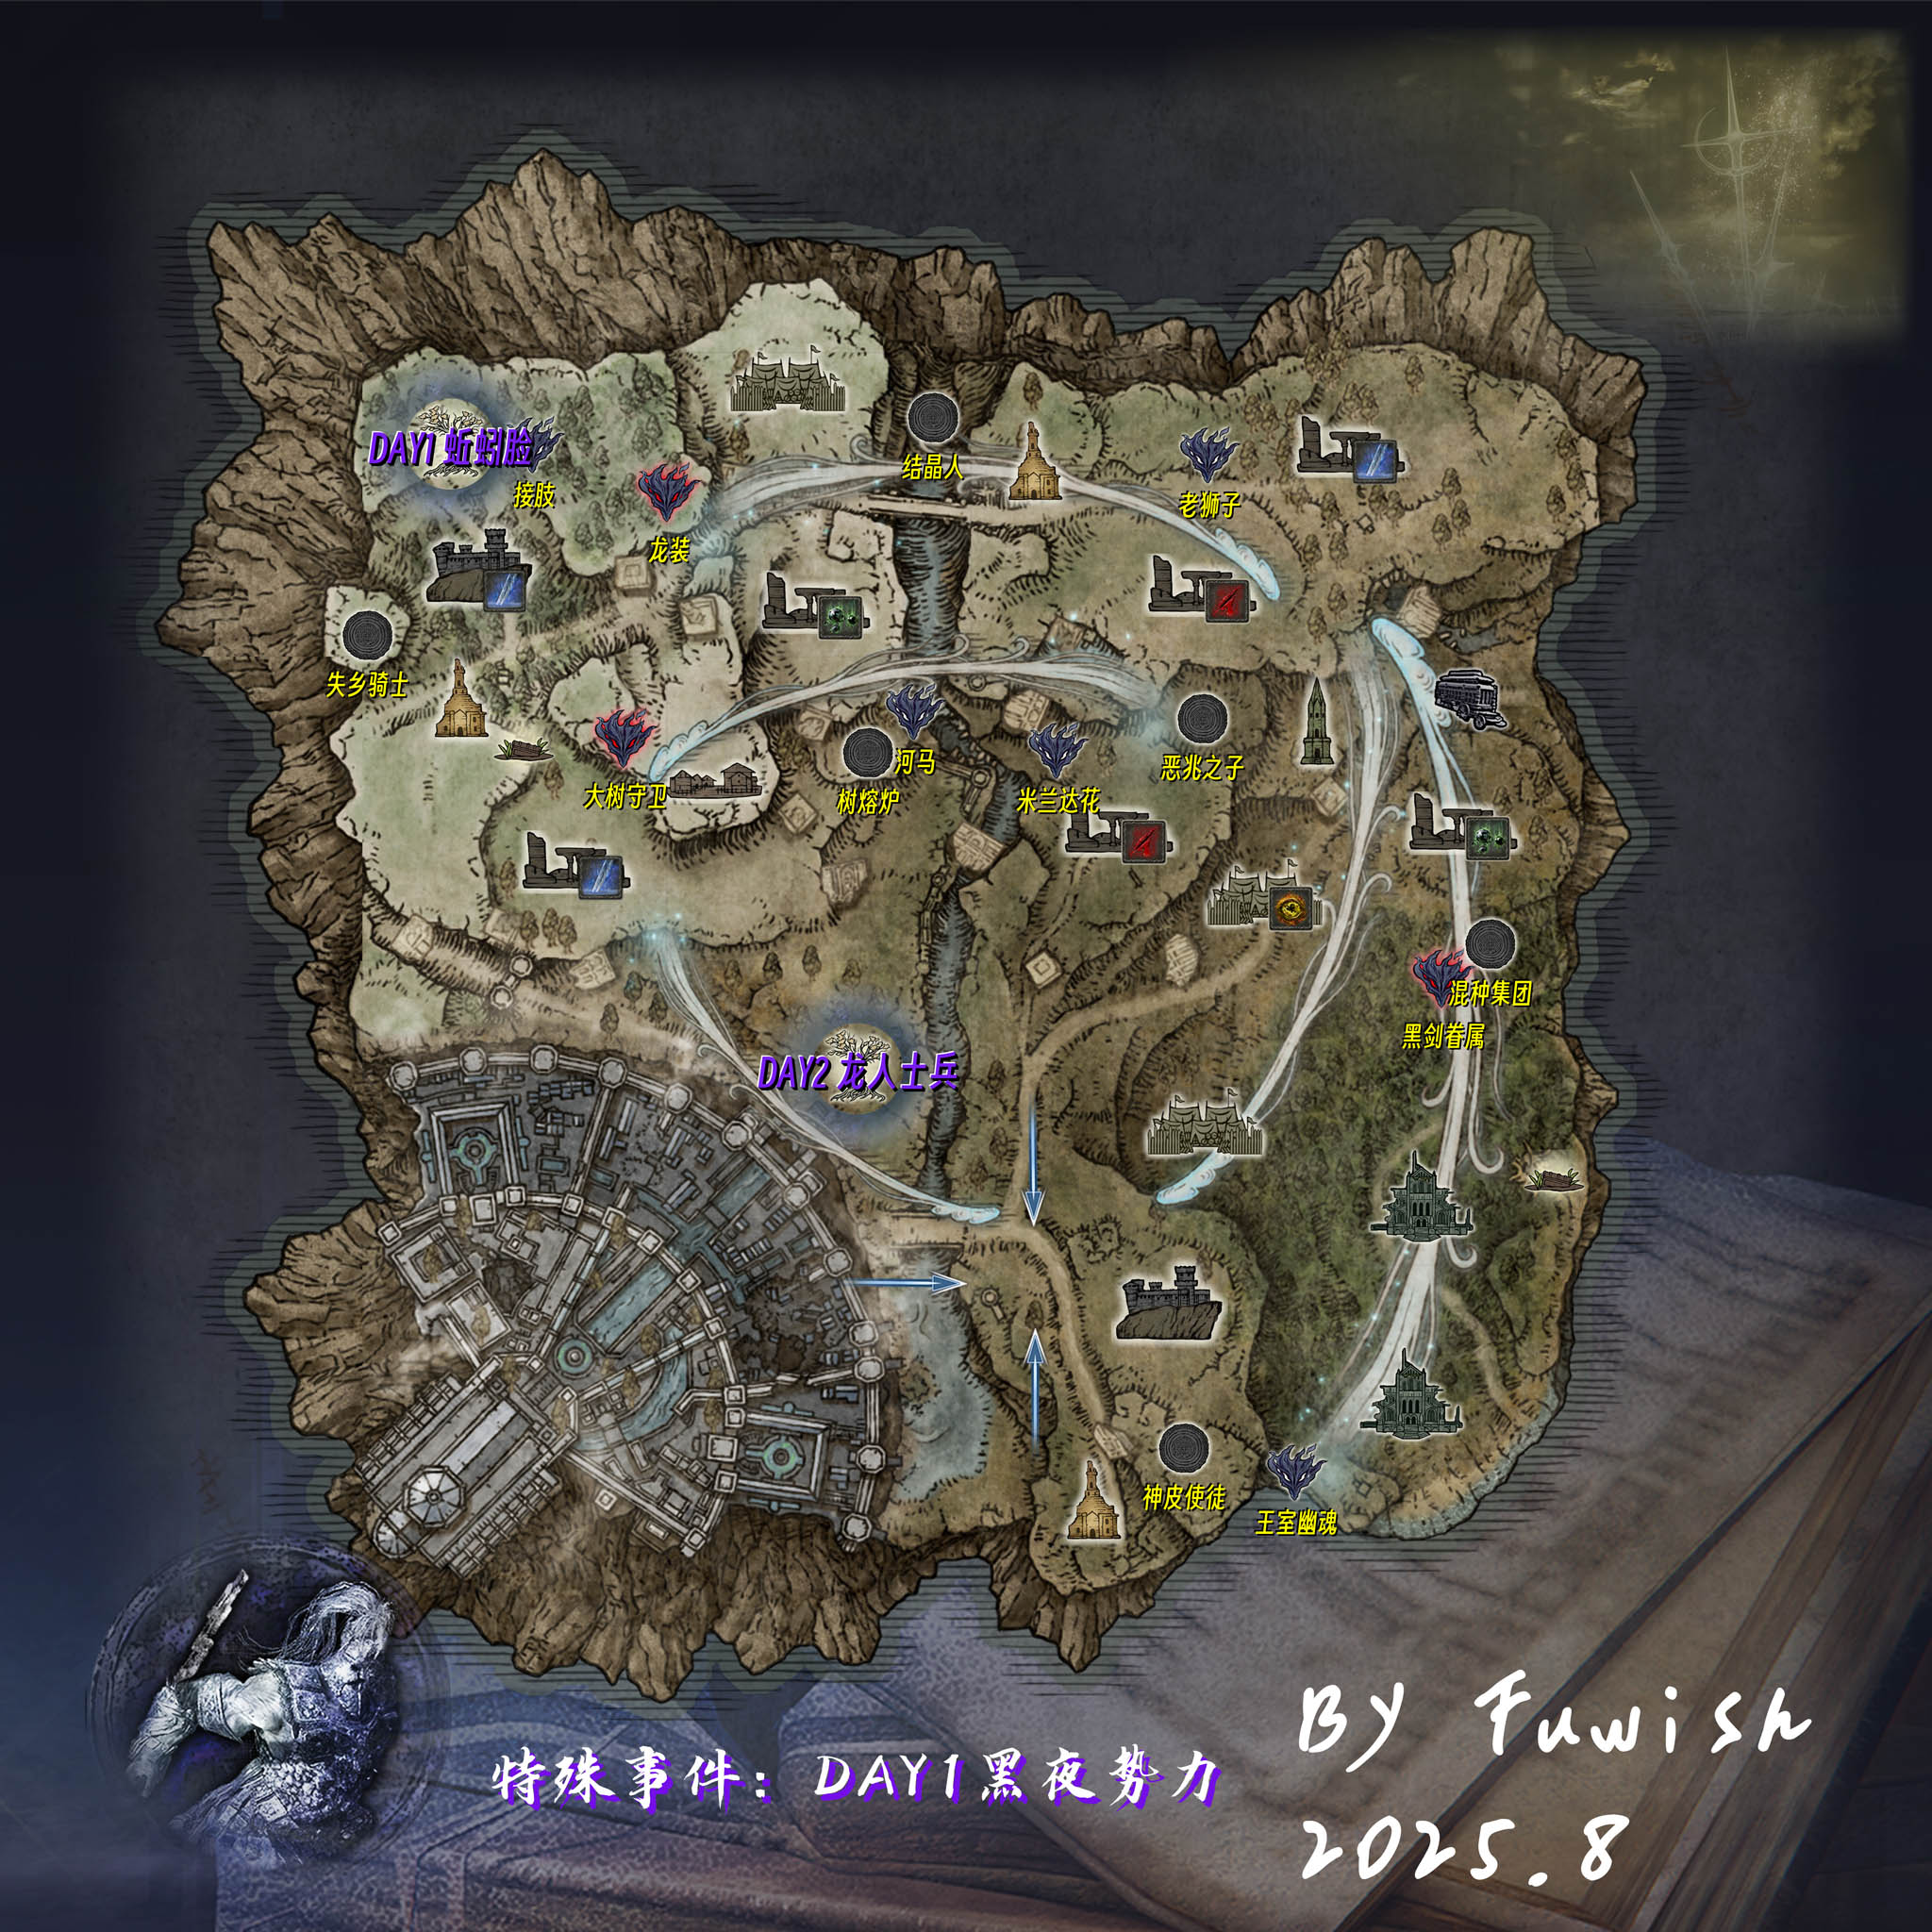 DAY1 蚯蚓脸
接肢
结晶人
老狮子
龙装
失乡骑士
大树守卫
河马
树熔炉
米兰达花
恶兆之子
混种集团
黑剑眷属
DAY2 龙人士兵
神皮使徒
王室幽魂
特殊事件：DAY1黑夜势力
BY Fuwish
2025.8